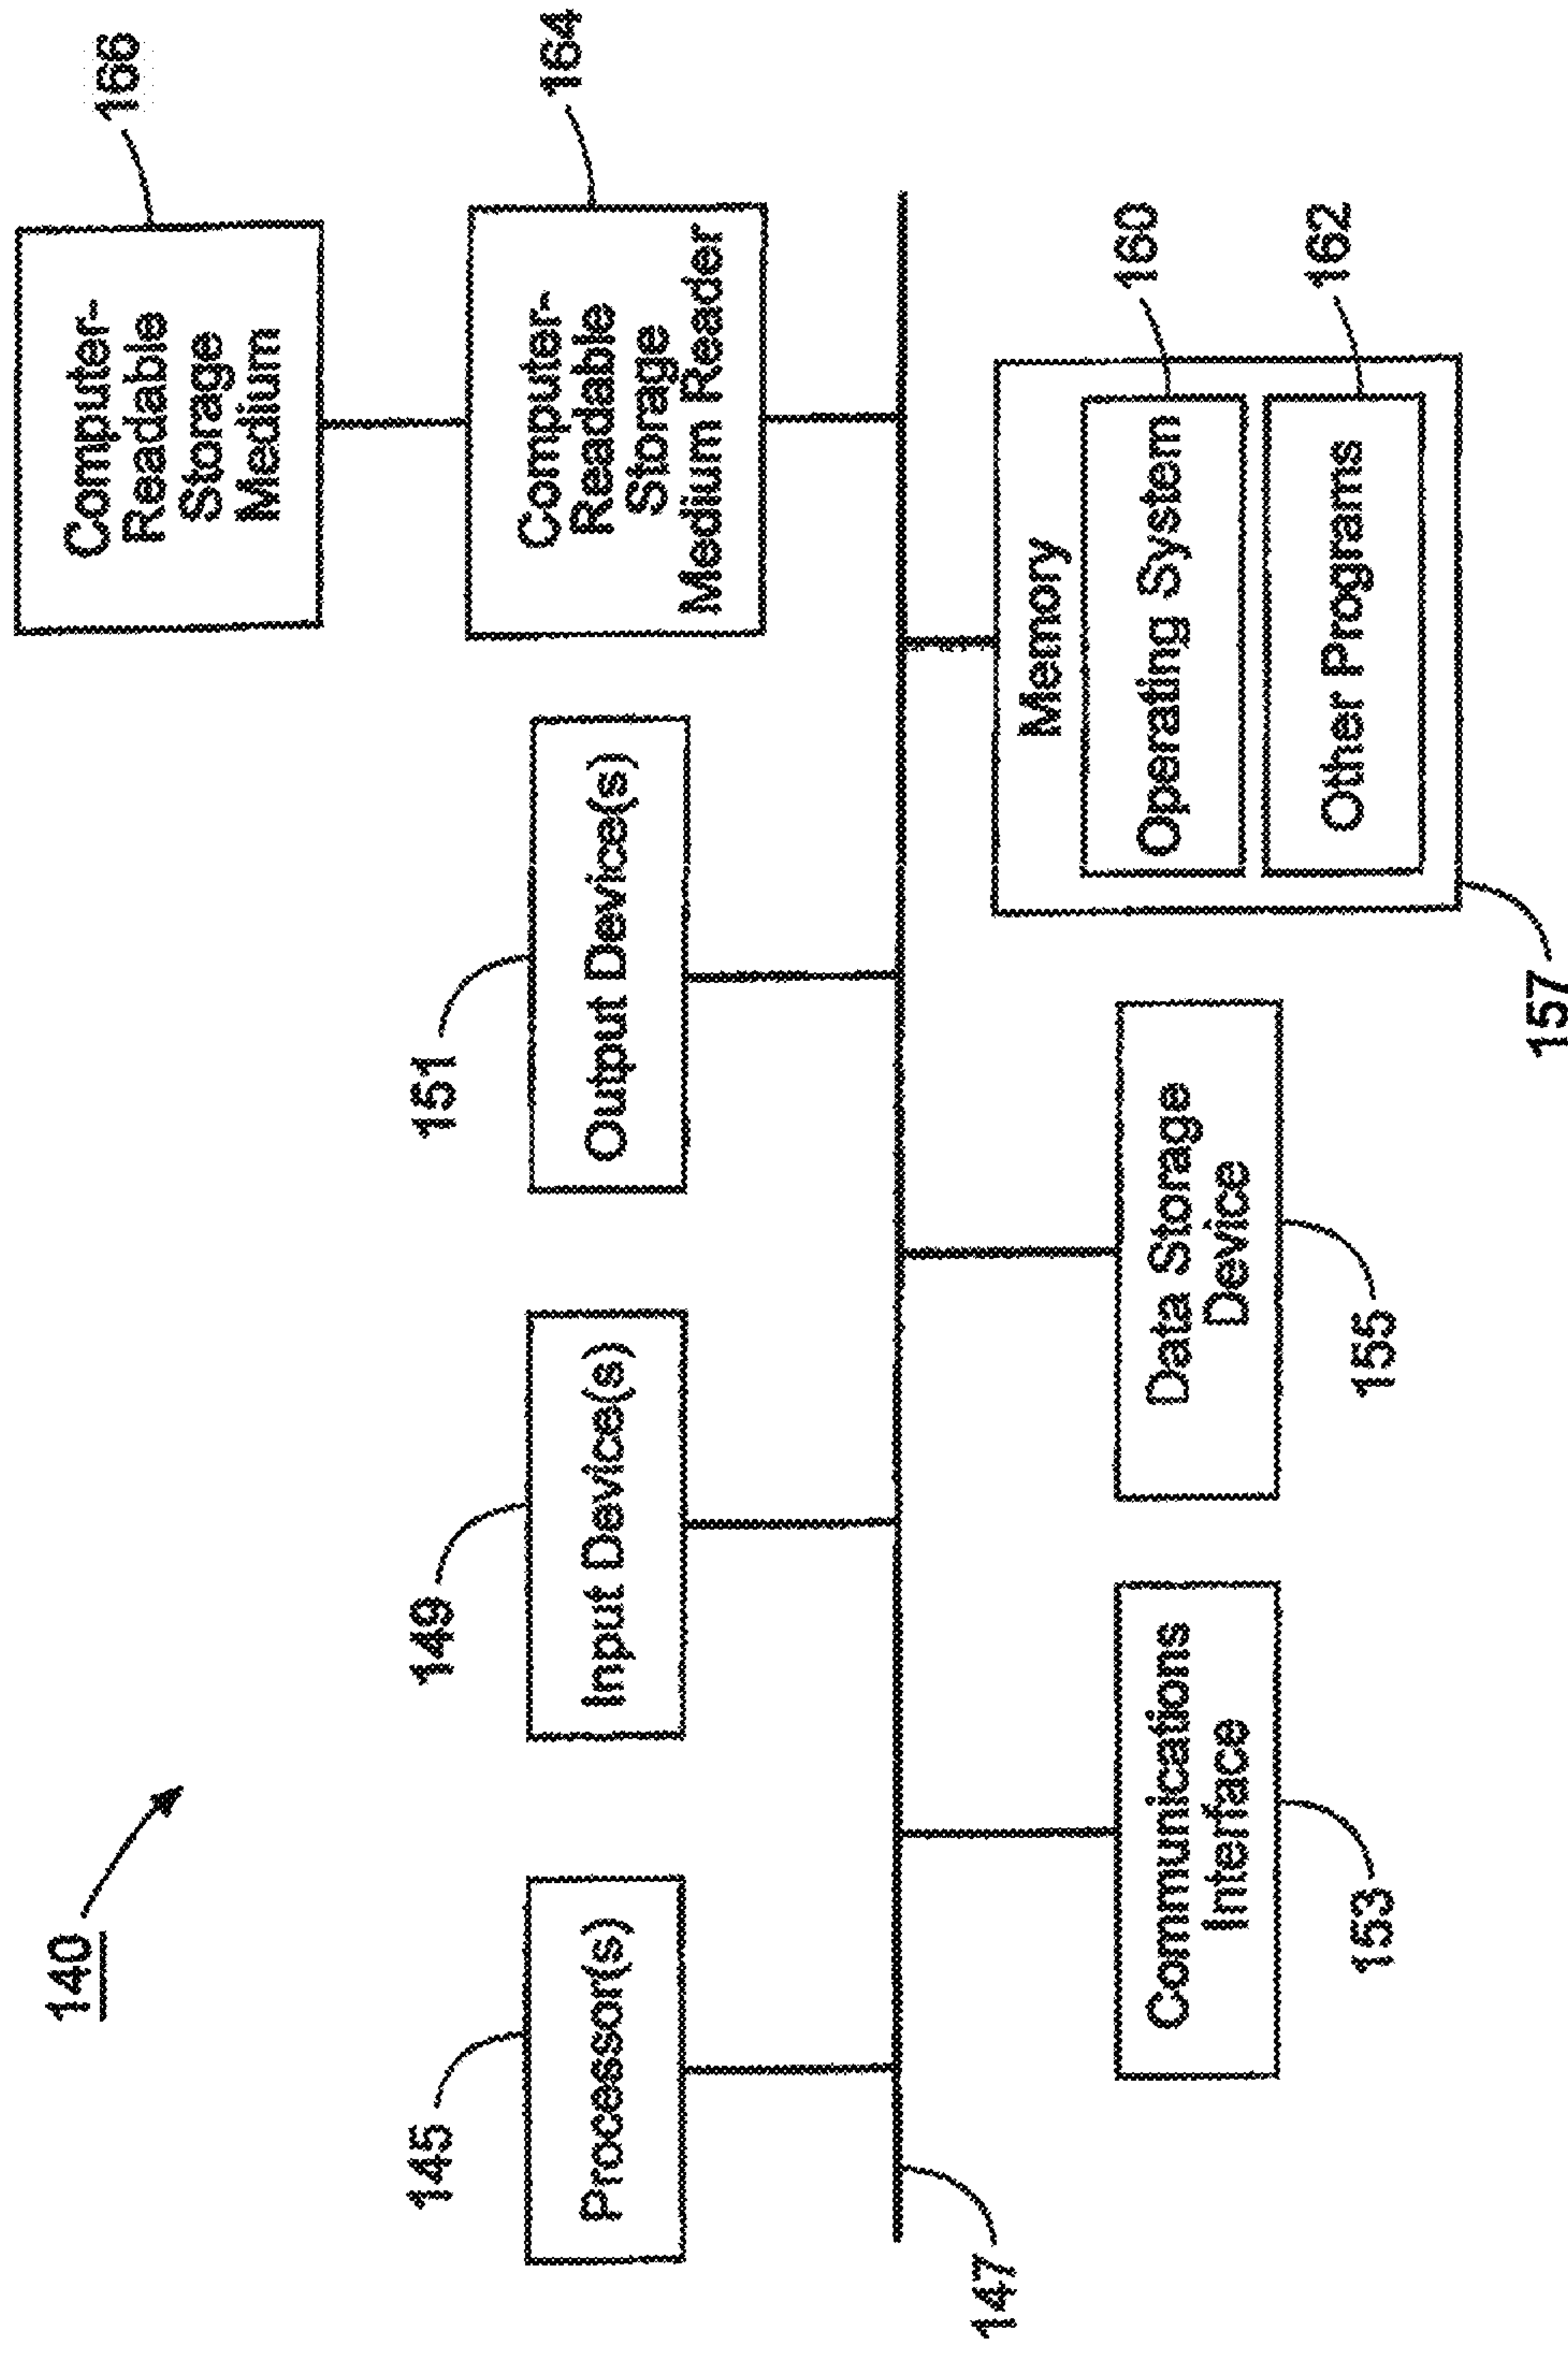 140
166
Computer-
Readable
Storage
Medium
145
Processor(s)
149
Input Device(s)
151
Output Device(s)
164
Computer-
Readable
Storage
Medium Reader
147
Communications
Interface
153
Data Storage
Device
155
Memory
Operating System
160
Other Programs
162
157